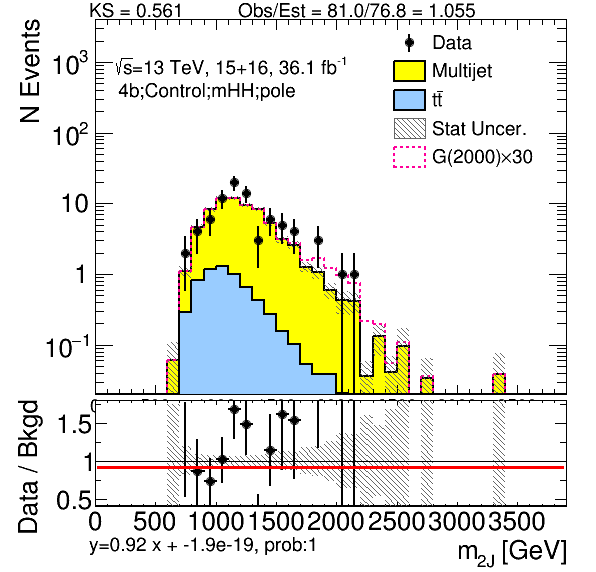 KS = 0.561 Obs/Est = 81.0/76.8 = 1.055
N Events
10³
10²
10
1
10⁻¹
√s=13 TeV, 15+16, 36.1 fb⁻¹
4b;Control;mHH;pole
Data
Multijet
tt̄
Stat Uncer.
G(2000)×30
Data / Bkgd
1.5
1
0.5
0 500 1000 1500 2000 2500 3000 3500
y=0.92 x + -1.9e-19, prob:1
m₂J [GeV]